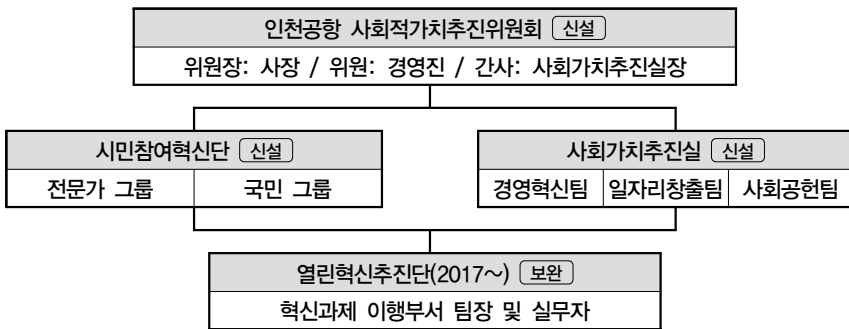 인천공항 사회적가치추진위원회 신설
위원장: 사장 / 위원: 경영진 / 간사: 사회가치추진실장
시민참여혁신단 신설
전문가 그룹 국민 그룹
사회가치추진실 신설
경영혁신팀 일자리창출팀 사회공헌팀
열린혁신추진단(2017~) 보완
혁신과제 이행부서 팀장 및 실무자